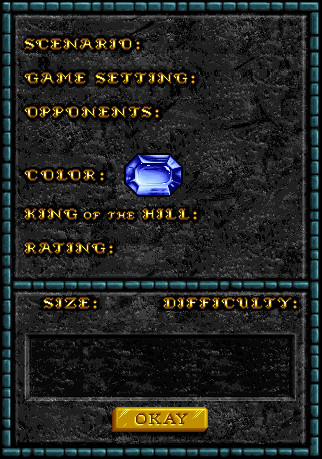 SCENARIO:
GAME SETTING:
OPPONENTS:
COLOR:
KING OF THE HILL:
RATING:
SIZE: DIFFICULTY:
OKAY